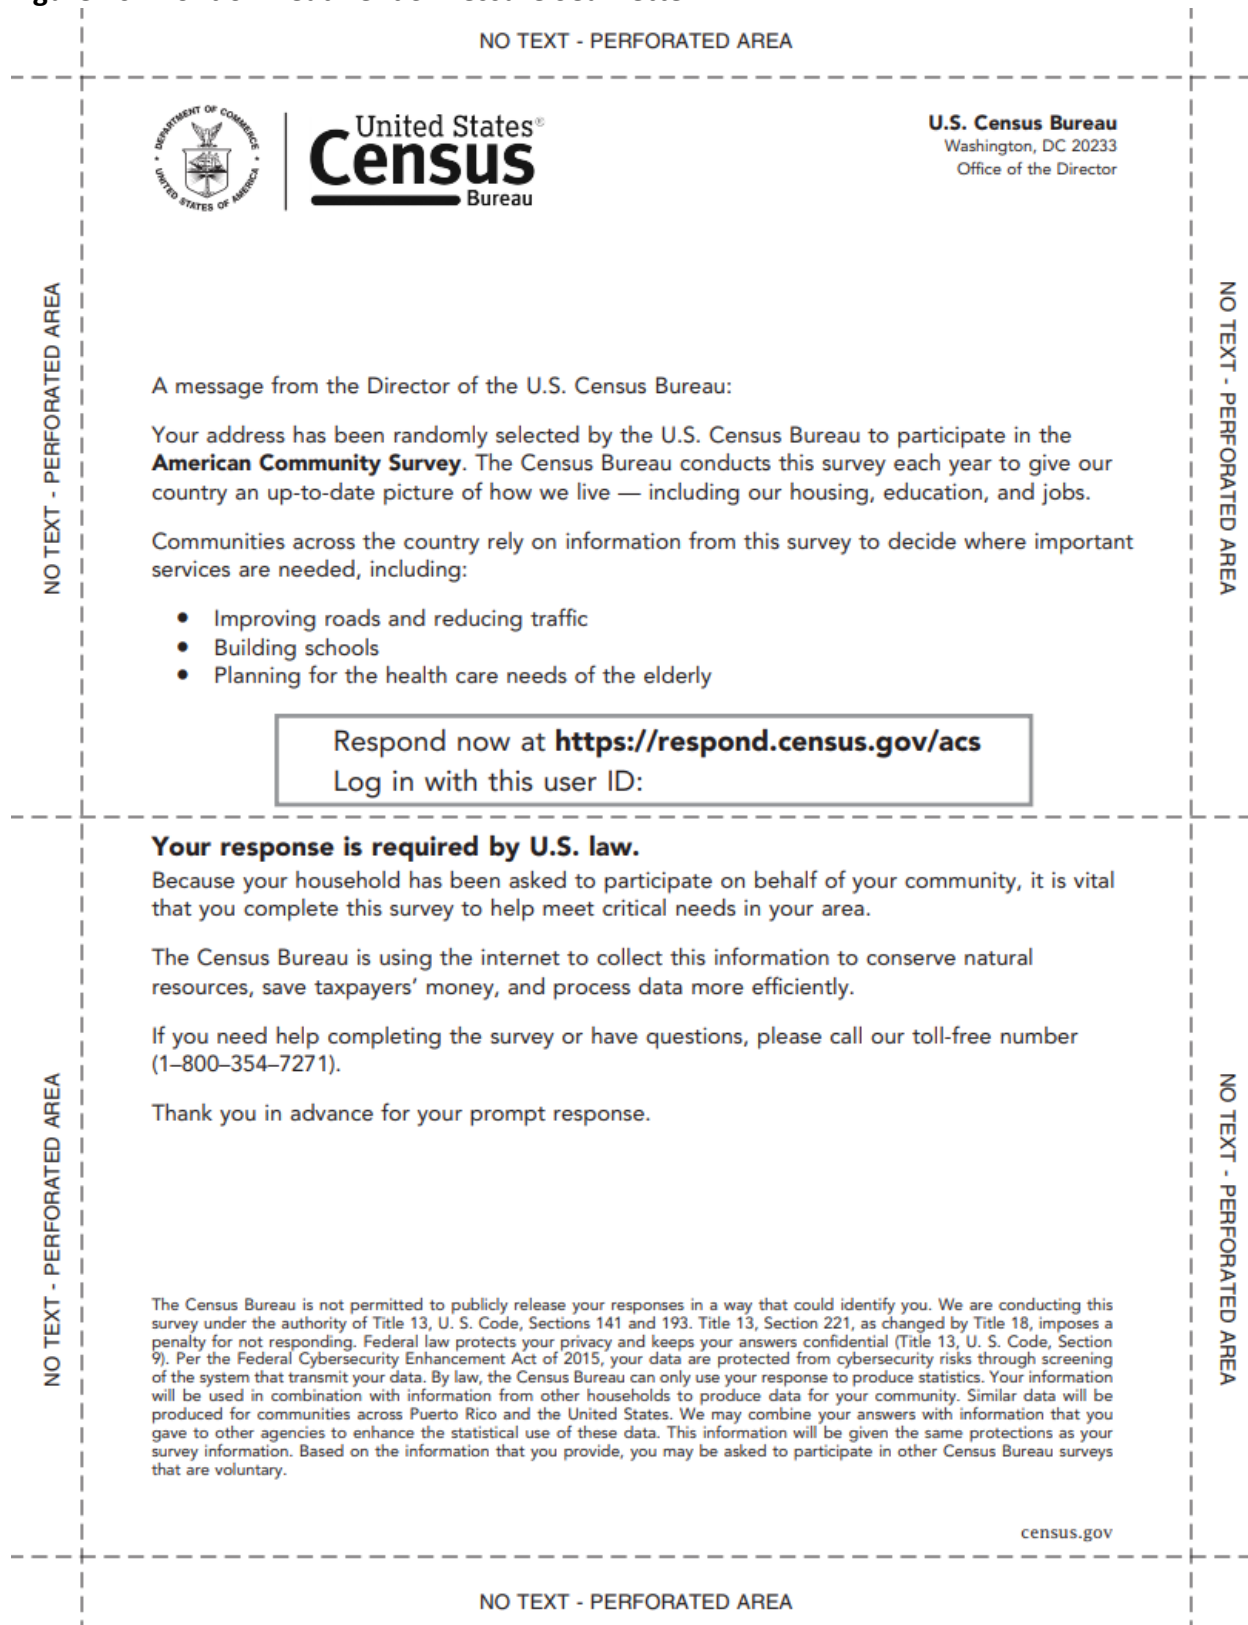 NO TEXT - PERFORATED AREA
DEPARTMENT OF COMMERCE
UNITED STATES OF AMERICA
United States®
Census
Bureau
U.S. Census Bureau
Washington, DC 20233
Office of the Director
NO TEXT - PERFORATED AREA
NO TEXT - PERFORATED AREA
A message from the Director of the U.S. Census Bureau:
Your address has been randomly selected by the U.S. Census Bureau to participate in the
American Community Survey. The Census Bureau conducts this survey each year to give our
country an up-to-date picture of how we live — including our housing, education, and jobs.
Communities across the country rely on information from this survey to decide where important
services are needed, including:
• Improving roads and reducing traffic
• Building schools
• Planning for the health care needs of the elderly
Respond now at https://respond.census.gov/acs
Log in with this user ID:
Your response is required by U.S. law.
Because your household has been asked to participate on behalf of your community, it is vital
that you complete this survey to help meet critical needs in your area.
The Census Bureau is using the internet to collect this information to conserve natural
resources, save taxpayers’ money, and process data more efficiently.
If you need help completing the survey or have questions, please call our toll-free number
(1–800–354–7271).
Thank you in advance for your prompt response.
NO TEXT - PERFORATED AREA
NO TEXT - PERFORATED AREA
The Census Bureau is not permitted to publicly release your responses in a way that could identify you. We are conducting this
survey under the authority of Title 13, U. S. Code, Sections 141 and 193. Title 13, Section 221, as changed by Title 18, imposes a
penalty for not responding. Federal law protects your privacy and keeps your answers confidential (Title 13, U. S. Code, Section
9). Per the Federal Cybersecurity Enhancement Act of 2015, your data are protected from cybersecurity risks through screening
of the system that transmit your data. By law, the Census Bureau can only use your response to produce statistics. Your information
will be used in combination with information from other households to produce data for your community. Similar data will be
produced for communities across Puerto Rico and the United States. We may combine your answers with information that you
gave to other agencies to enhance the statistical use of these data. This information will be given the same protections as your
survey information. Based on the information that you provide, you may be asked to participate in other Census Bureau surveys
that are voluntary.
census.gov
NO TEXT - PERFORATED AREA